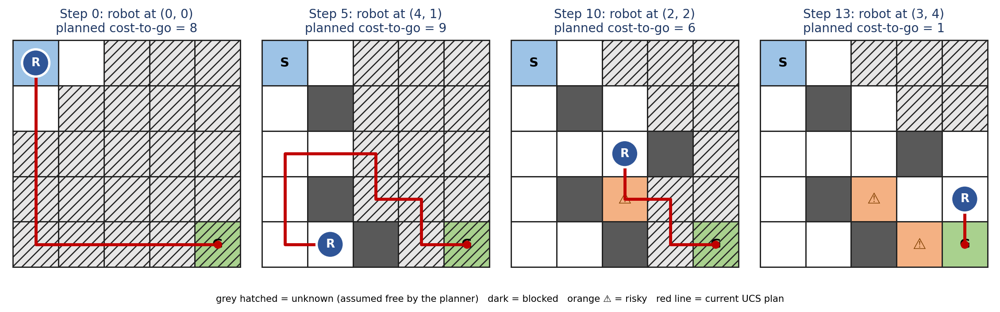 Step 0: robot at (0, 0)
planned cost-to-go = 8
Step 5: robot at (4, 1)
planned cost-to-go = 9
Step 10: robot at (2, 2)
planned cost-to-go = 6
Step 13: robot at (3, 4)
planned cost-to-go = 1
R
S
S
S
R
⚠
⚠
R
G
R
G
G
⚠
G
grey hatched = unknown (assumed free by the planner) dark = blocked orange ⚠ = risky red line = current UCS plan